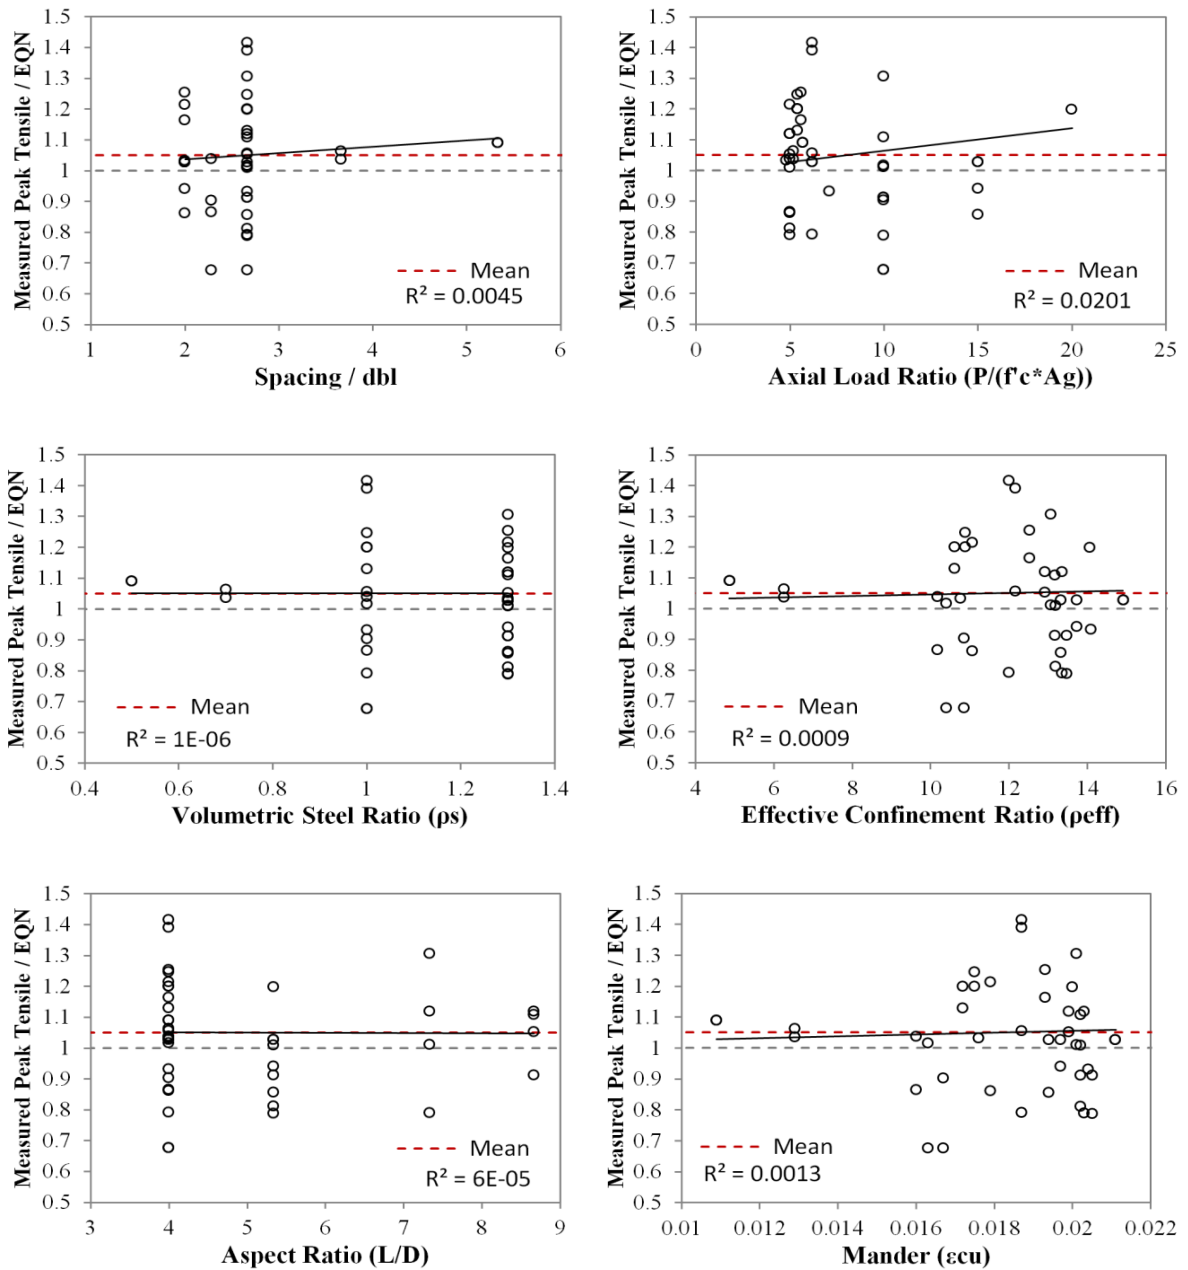 Measured Peak Tensile / EQN
1.5
1.4
1.3
1.2
1.1
1
0.9
0.8
0.7
0.6
0.5
Mean
R² = 0.0045
1 2 3 4 5 6
Spacing / dbl
Measured Peak Tensile / EQN
1.5
1.4
1.3
1.2
1.1
1
0.9
0.8
0.7
0.6
0.5
Mean
R² = 0.0201
0 5 10 15 20 25
Axial Load Ratio (P/(f'c*Ag))
Measured Peak Tensile / EQN
1.5
1.4
1.3
1.2
1.1
1
0.9
0.8
0.7
0.6
0.5
Mean
R² = 1E-06
0.4 0.6 0.8 1 1.2 1.4
Volumetric Steel Ratio (ρs)
Measured Peak Tensile / EQN
1.5
1.4
1.3
1.2
1.1
1
0.9
0.8
0.7
0.6
0.5
Mean
R² = 0.0009
4 6 8 10 12 14 16
Effective Confinement Ratio (ρeff)
Measured Peak Tensile / EQN
1.5
1.4
1.3
1.2
1.1
1
0.9
0.8
0.7
0.6
0.5
Mean
R² = 6E-05
3 4 5 6 7 8 9
Aspect Ratio (L/D)
Measured Peak Tensile / EQN
1.5
1.4
1.3
1.2
1.1
1
0.9
0.8
0.7
0.6
0.5
Mean
R² = 0.0013
0.01 0.012 0.014 0.016 0.018 0.02 0.022
Mander (εcu)